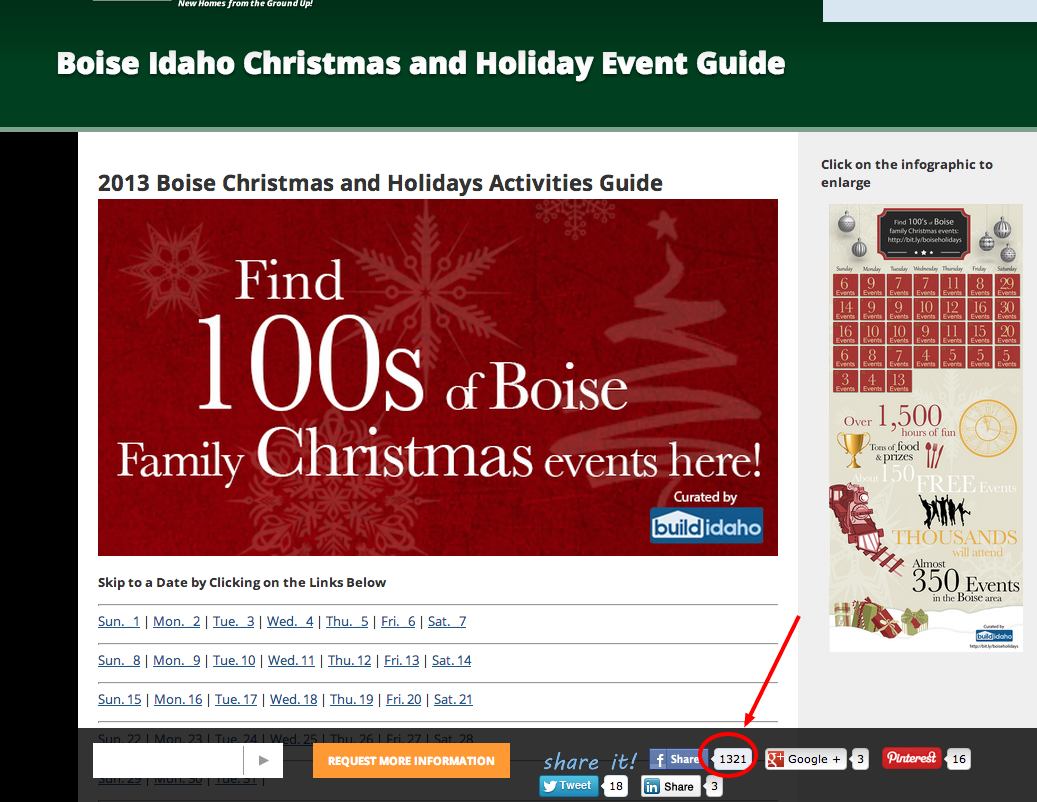 New Homes from the Ground Up!
Boise Idaho Christmas and Holiday Event Guide
2013 Boise Christmas and Holidays Activities Guide
Find
100s of Boise
Family Christmas events here!
Curated by
buildidaho
Skip to a Date by Clicking on the Links Below
Sun. 1 | Mon. 2 | Tue. 3 | Wed. 4 | Thu. 5 | Fri. 6 | Sat. 7
Sun. 8 | Mon. 9 | Tue. 10 | Wed. 11 | Thu. 12 | Fri. 13 | Sat. 14
Sun. 15 | Mon. 16 | Tue. 17 | Wed. 18 | Thu. 19 | Fri. 20 | Sat. 21
Sun. 22 | Mon. 23 | Tue. 24 | Wed. 25 | Thu. 26 | Fri. 27 | Sat. 28
Sun. 29 | Mon. 30 | Tue. 31 |
REQUEST MORE INFORMATION
share it!
Share 1321
Google + 3
Pinterest 16
Tweet 18
Share 3
Click on the infographic to
enlarge
Find 100's of Boise
family Christmas events:
http://bit.ly/boiseholidays
Sunday Monday Tuesday Wednesday Thursday Friday Saturday
6 9 7 7 11 8 29
Events Events Events Events Events Events Events
14 9 9 10 12 16 30
Events Events Events Events Events Events Events
16 10 10 9 11 15 20
Events Events Events Events Events Events Events
6 8 7 4 5 5 5
Events Events Events Events Events Events Events
3 4 13
Events Events Events
Over 1,500
hours of fun
Tons of food
& prizes
About 150 FREE Events
THOUSANDS
will attend
Almost
350 Events
in the Boise area
Curated by
buildidaho
http://bit.ly/boiseholidays